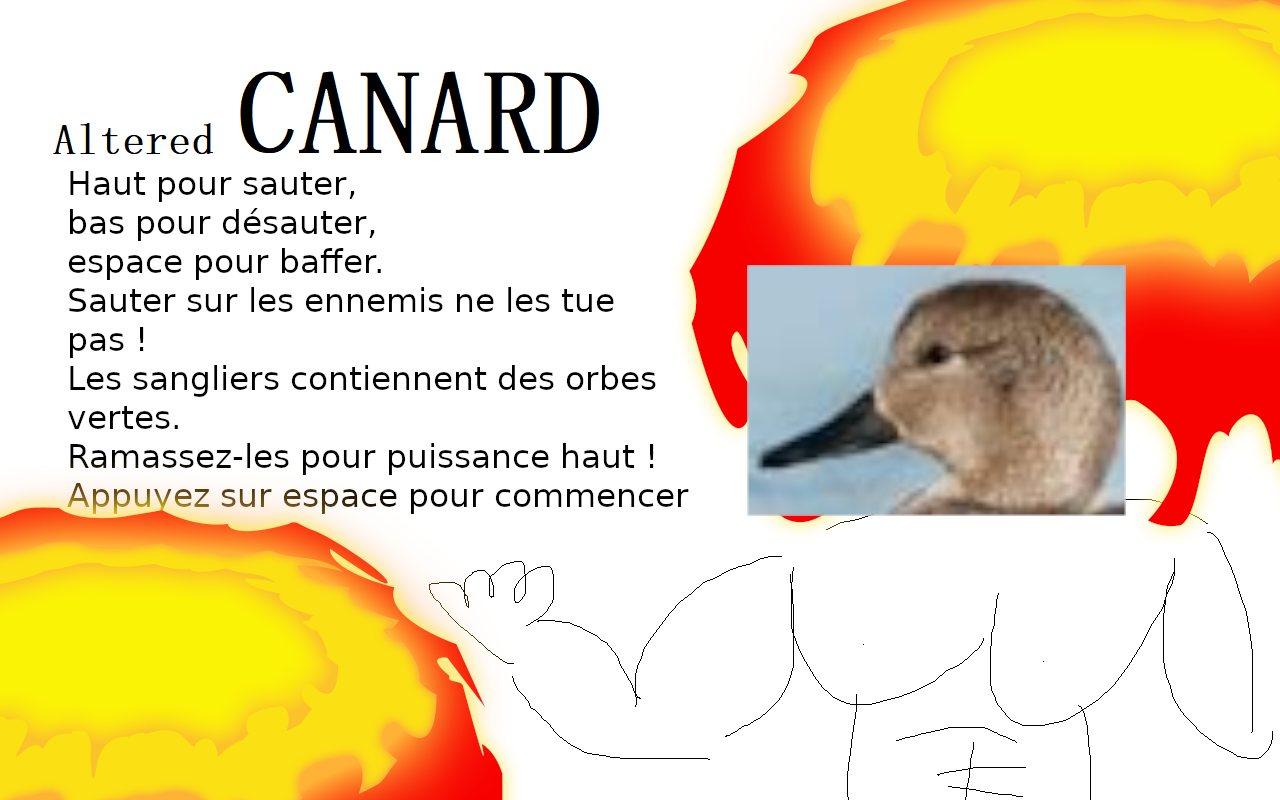 Altered CANARD
Haut pour sauter,
bas pour désauter,
espace pour baffer.
Sauter sur les ennemis ne les tue
pas !
Les sangliers contiennent des orbes
vertes.
Ramassez-les pour puissance haut !
Appuyez sur espace pour commencer